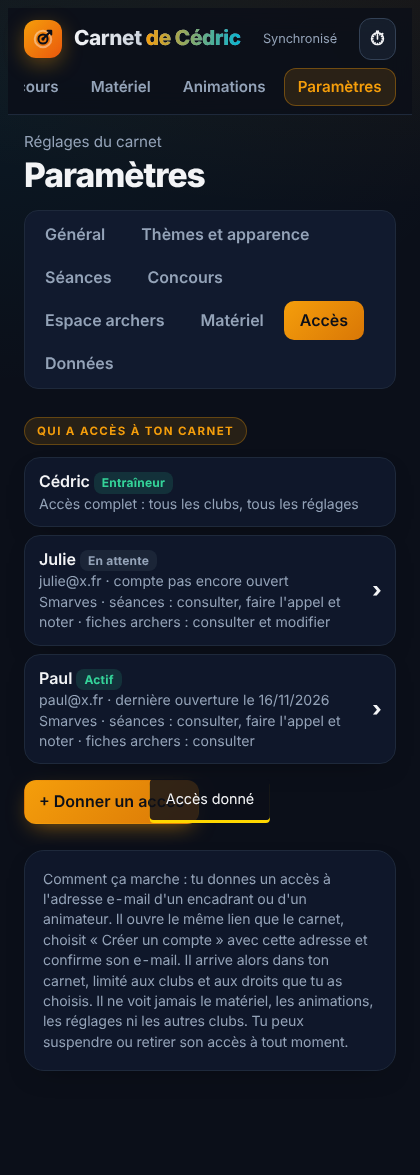 Carnet de Cédric
Synchronisé
cours Matériel Animations Paramètres
Réglages du carnet
Paramètres
Général Thèmes et apparence
Séances Concours
Espace archers Matériel Accès
Données
QUI A ACCÈS À TON CARNET
Cédric Entraîneur
Accès complet : tous les clubs, tous les réglages
Julie En attente
julie@x.fr · compte pas encore ouvert
Smarves · séances : consulter, faire l'appel et
noter · fiches archers : consulter et modifier
Paul Actif
paul@x.fr · dernière ouverture le 16/11/2026
Smarves · séances : consulter, faire l'appel et
noter · fiches archers : consulter
+ Donner un accès
Accès donné
Comment ça marche : tu donnes un accès à
l'adresse e-mail d'un encadrant ou d'un
animateur. Il ouvre le même lien que le carnet,
choisit « Créer un compte » avec cette adresse et
confirme son e-mail. Il arrive alors dans ton
carnet, limité aux clubs et aux droits que tu as
choisis. Il ne voit jamais le matériel, les animations,
les réglages ni les autres clubs. Tu peux
suspendre ou retirer son accès à tout moment.